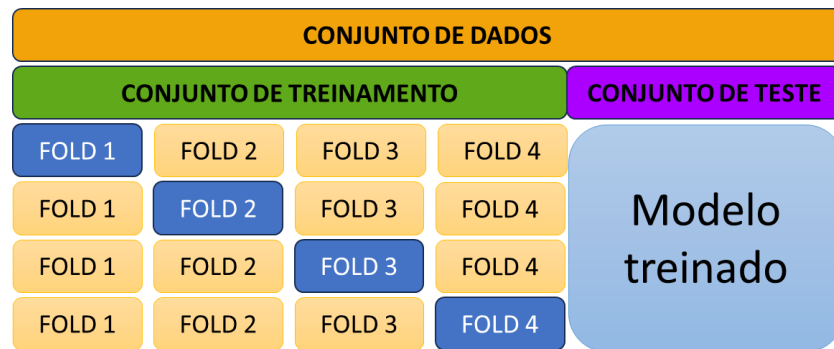 CONJUNTO DE DADOS
CONJUNTO DE TREINAMENTO
CONJUNTO DE TESTE
FOLD 1 FOLD 2 FOLD 3 FOLD 4
FOLD 1 FOLD 2 FOLD 3 FOLD 4
FOLD 1 FOLD 2 FOLD 3 FOLD 4
FOLD 1 FOLD 2 FOLD 3 FOLD 4
Modelo
treinado